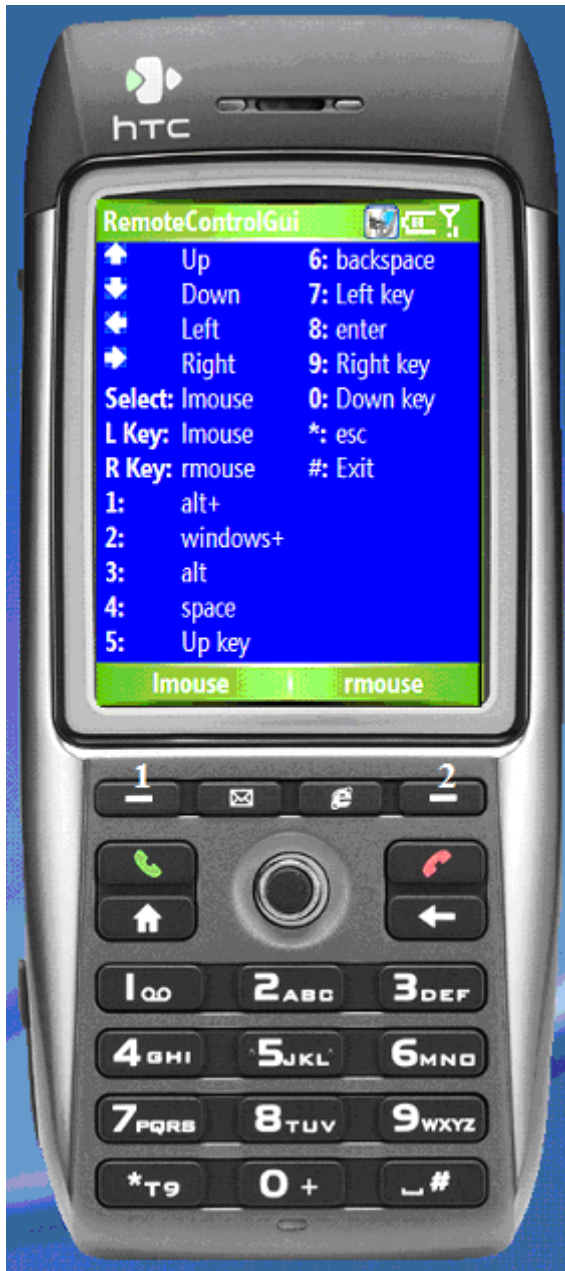 hTC
RemoteControlGui
Up 6: backspace
Down 7: Left key
Left 8: enter
Right 9: Right key
Select: lmouse 0: Down key
L Key: lmouse *: esc
R Key: rmouse #: Exit
1: alt+
2: windows+
3: alt
4: space
5: Up key
lmouse rmouse
1 2
1 2ABC 3DEF
4GHI 5JKL 6MNO
7PQRS 8TUV 9WXYZ
*T9 0 + #